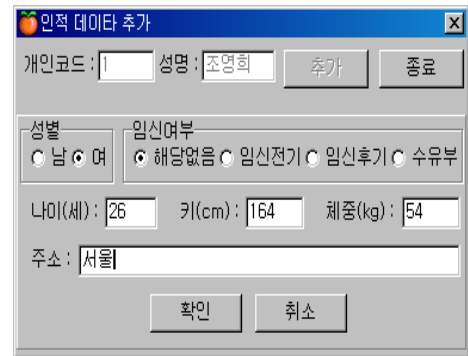 인적 데이타 추가
개인코드 : 1 성명 : 조영희 추가 종료
성별 임신여부
남 여 해당없음 임신전기 임신후기 수유부
나이(세) : 26 키(cm) : 164 체중(kg) : 54
주소 : 서울
확인 취소